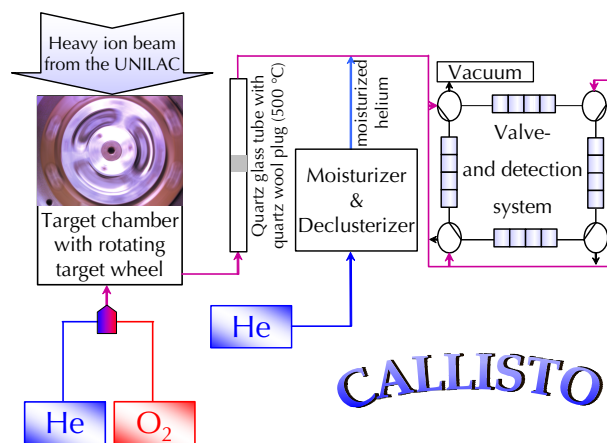 Heavy ion beam
from the UNILAC
Target chamber
with rotating
target wheel
He
O2
Quartz glass tube with
quartz wool plug (500 °C)
moisturized
helium
Moisturizer
&
Declusterizer
He
Vacuum
Valve-
and detection
system
CALLISTO